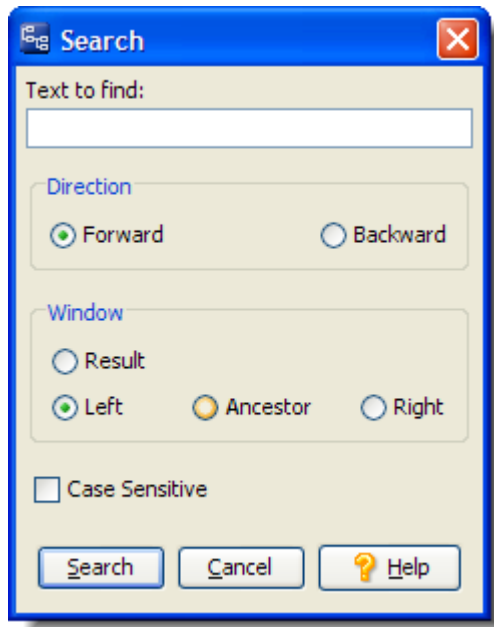 Search
Text to find:
Direction
Forward Backward
Window
Result
Left Ancestor Right
Case Sensitive
Search Cancel Help